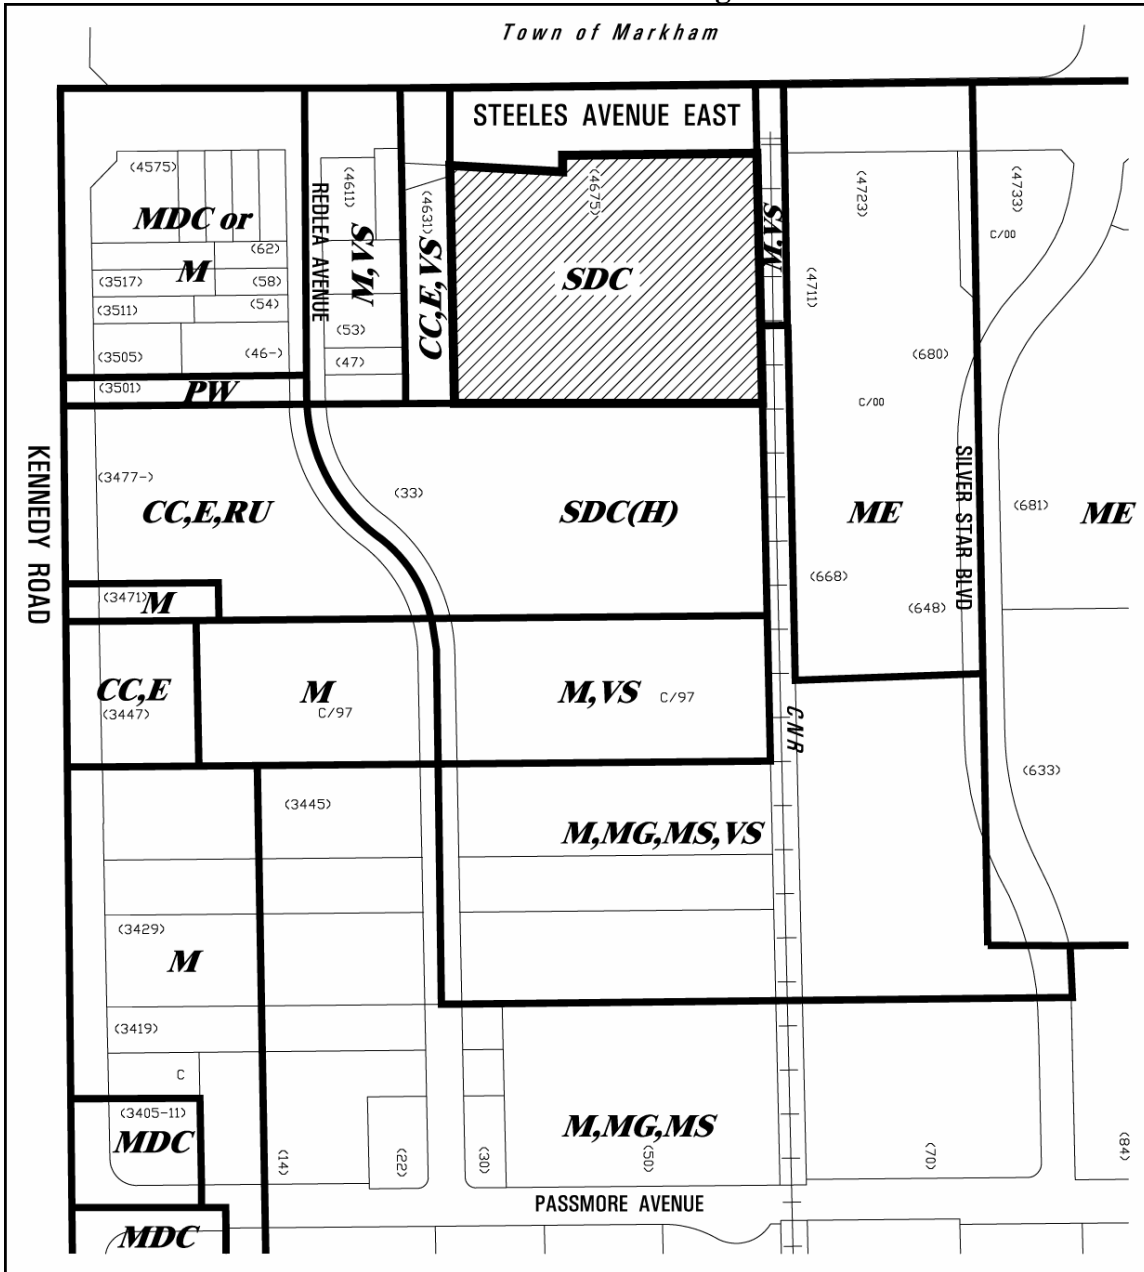 Town of Markham
STEELES AVENUE EAST
(4575)
MDC or
M
(62)
(3517)
(58)
(3511)
(54)
(3505)
(46-)
(3501)
PW
REDLEA AVENUE
(4611)
M,VS
(53)
(47)
(4631)
CC,E,VS
(4675)
SDC
M,VS
(4723)
(4711)
(4733)
C/00
(680)
C/00
KENNEDY ROAD
(3477-)
CC,E,RU
(33)
SDC(H)
ME
SILVER STAR BLVD
(681)
ME
(668)
(648)
(3471)
M
CC,E
(3447)
M
C/97
M,VS
C/97
CNR
(633)
(3445)
M,MG,MS,VS
(3429)
M
(3419)
C
(3405-11)
MDC
M,MG,MS
(14)
(22)
(30)
(50)
(70)
(84)
PASSMORE AVENUE
MDC